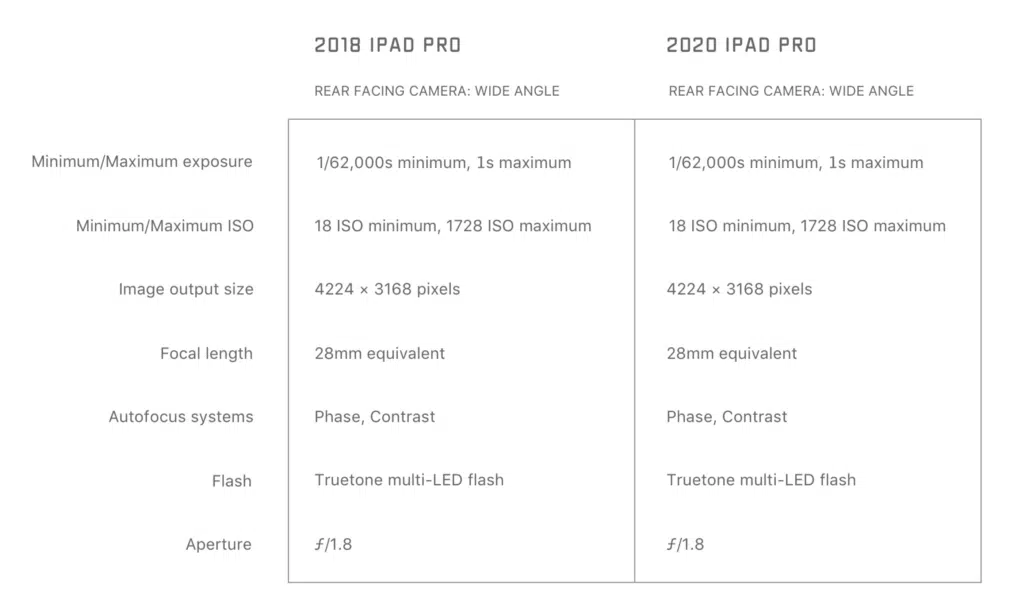 2018 IPAD PRO 2020 IPAD PRO
REAR FACING CAMERA: WIDE ANGLE REAR FACING CAMERA: WIDE ANGLE
Minimum/Maximum exposure 1/62,000s minimum, 1s maximum 1/62,000s minimum, 1s maximum
Minimum/Maximum ISO 18 ISO minimum, 1728 ISO maximum 18 ISO minimum, 1728 ISO maximum
Image output size 4224 × 3168 pixels 4224 × 3168 pixels
Focal length 28mm equivalent 28mm equivalent
Autofocus systems Phase, Contrast Phase, Contrast
Flash Truetone multi-LED flash Truetone multi-LED flash
Aperture ƒ/1.8 ƒ/1.8